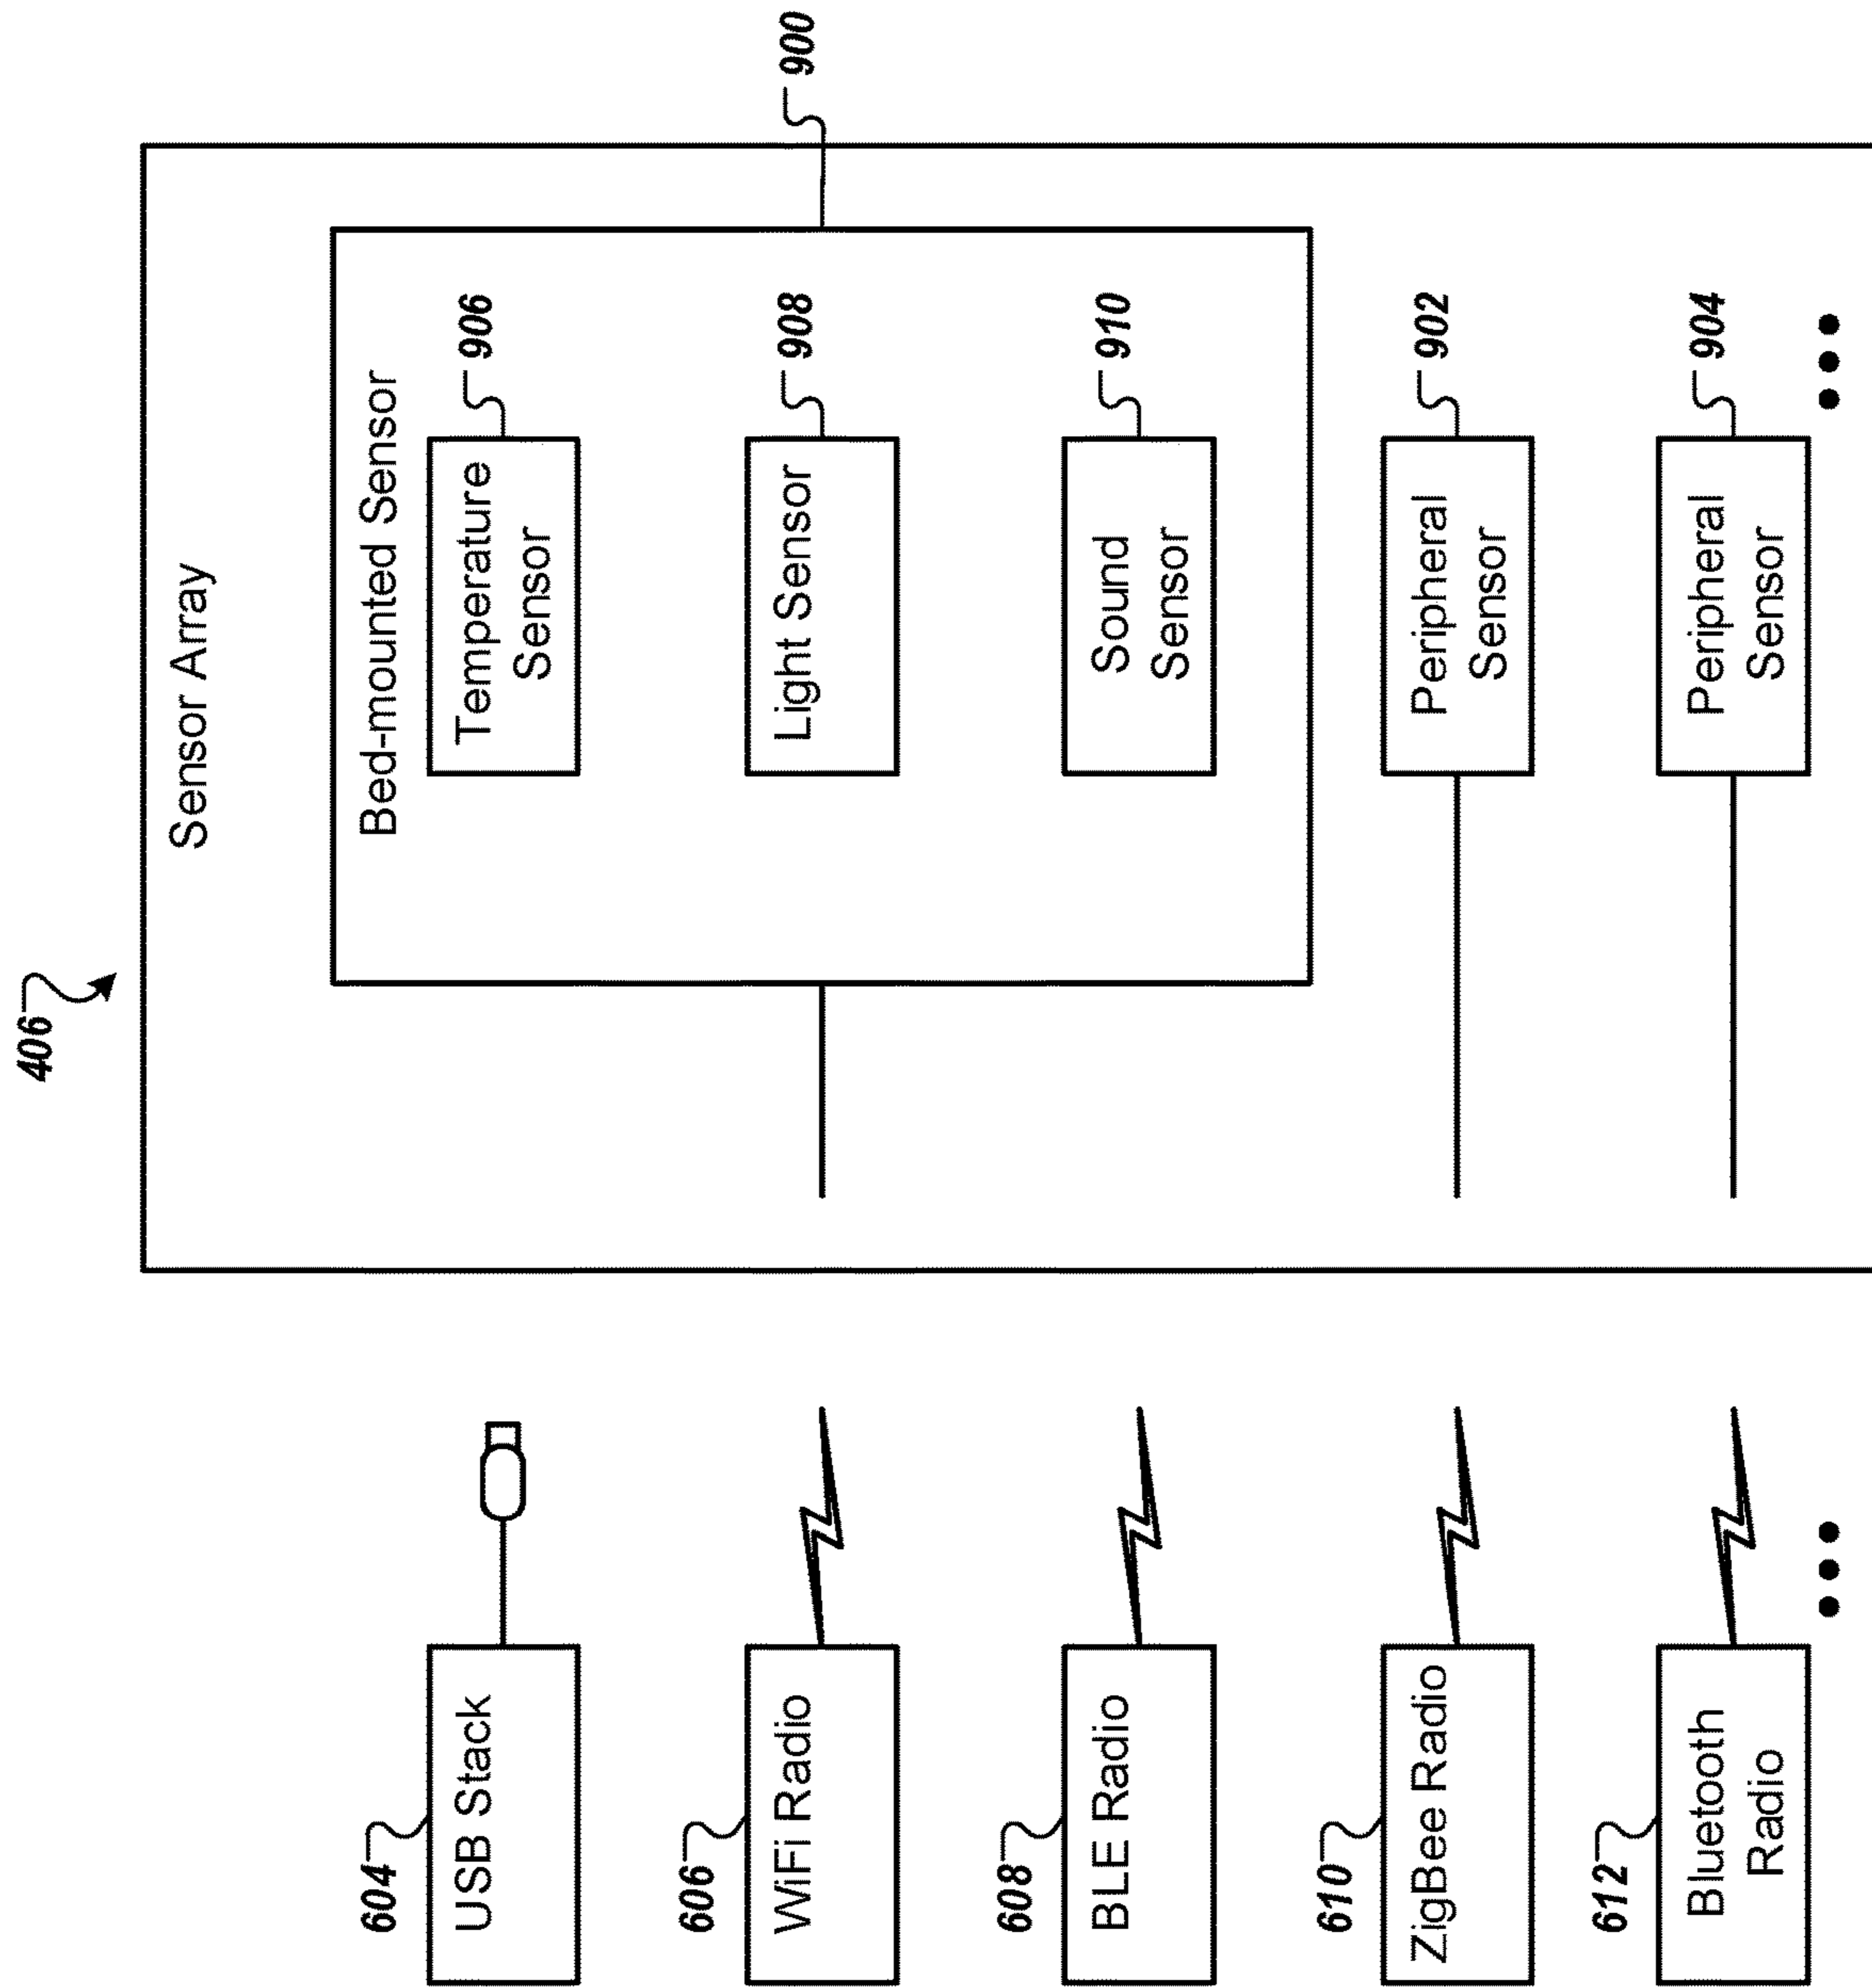 406
Sensor Array
604
USB Stack
Bed-mounted Sensor
Temperature
Sensor
906
606
WiFi Radio
Light Sensor
908
900
608
BLE Radio
Sound
Sensor
910
610
ZigBee Radio
Peripheral
Sensor
902
612
Bluetooth
Radio
Peripheral
Sensor
904